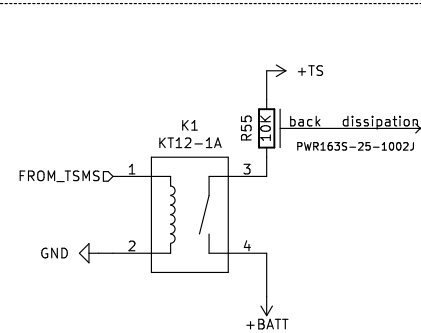 +TS
R55
10K
back dissipation
PWR163S-25-1002J
K1
KT12-1A
FROM_TSMS
1
3
GND
2
4
+BATT